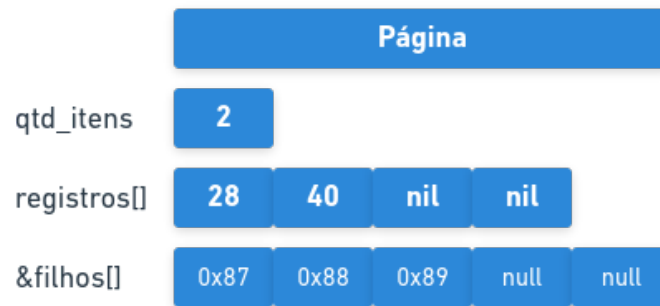 Página
qtd_itens 2
registros[] 28 40 nil nil
&filhos[] 0x87 0x88 0x89 null null